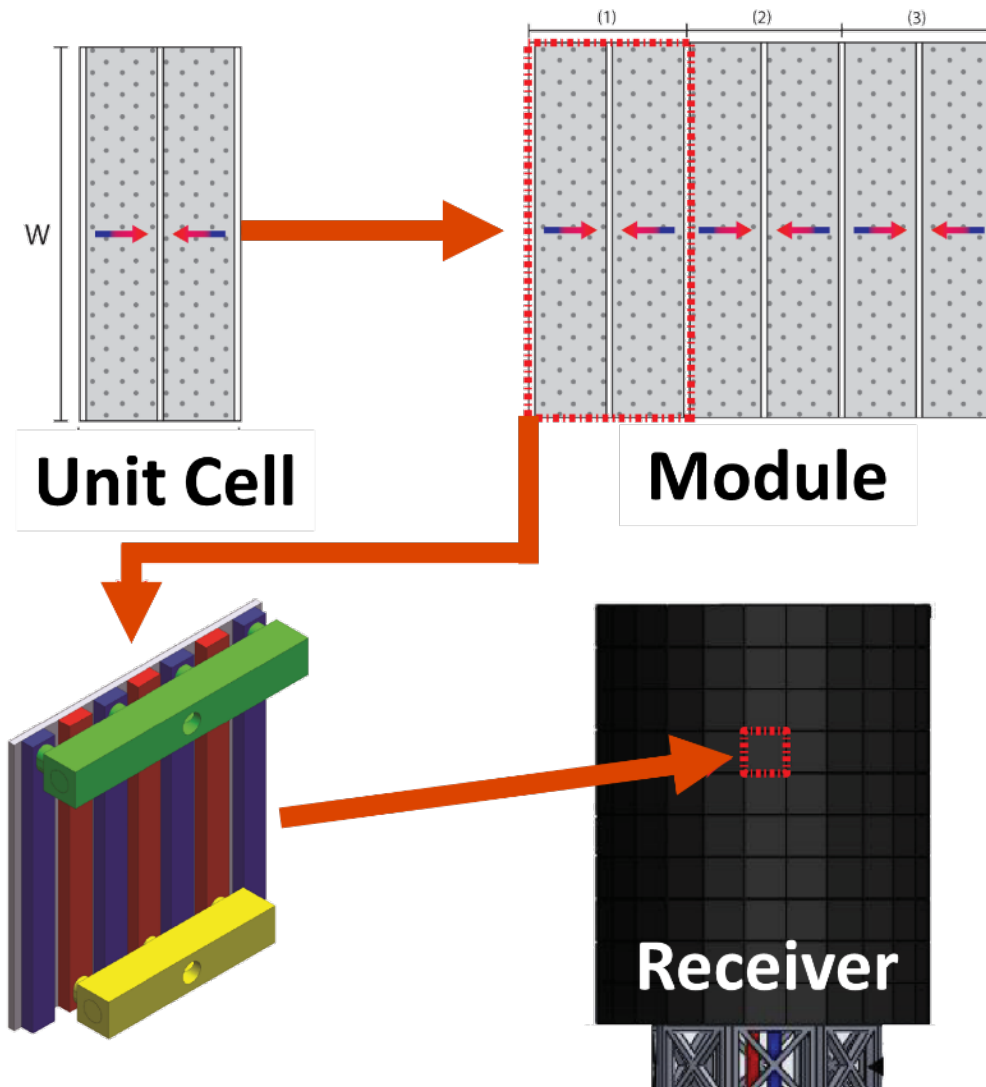 (1) (2) (3)
W
Unit Cell
Module
Receiver